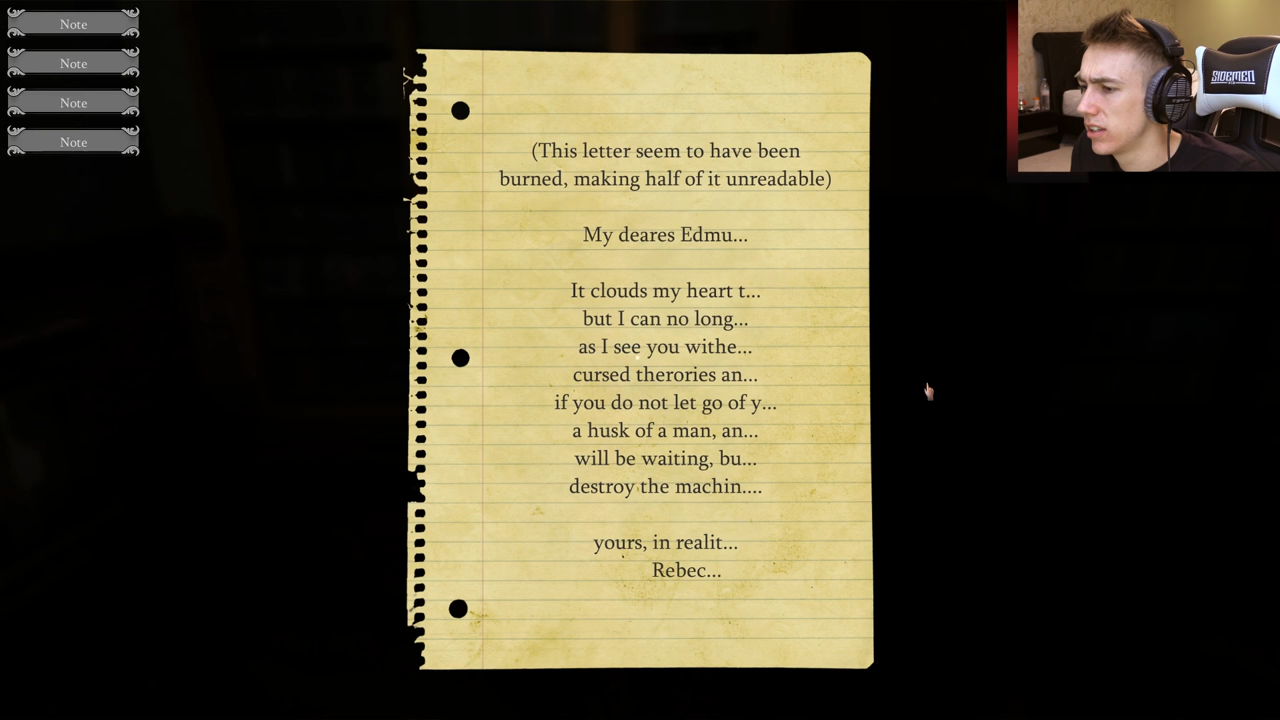 Note
Note
Note
Note
(This letter seem to have been
burned, making half of it unreadable)
My deares Edmu...
It clouds my heart t...
but I can no long...
as I see you withe...
cursed therories an...
if you do not let go of y...
a husk of a man, an...
will be waiting, bu...
destroy the machin....
yours, in realit...
Rebec...
SIDEMEN